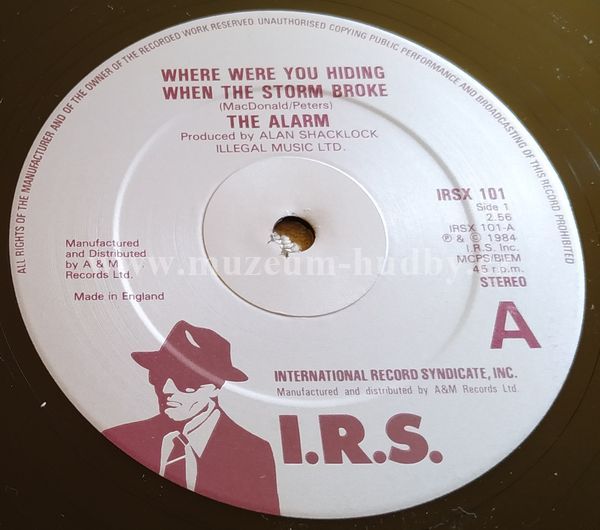 ALL RIGHTS OF THE MANUFACTURER AND OF THE OWNER OF THE RECORDED WORK RESERVED UNAUTHORISED COPYING PUBLIC PERFORMANCE AND BROADCASTING OF THIS RECORD PROHIBITED
WHERE WERE YOU HIDING
WHEN THE STORM BROKE
(MacDonald/Peters)
THE ALARM
Produced by ALAN SHACKLOCK
ILLEGAL MUSIC LTD.
IRSX 101
Side 1
2.56
IRSX 101-A
℗ & © 1984
I.R.S. Inc.
MCPS/BIEM
45 r.p.m.
STEREO
A
Manufactured
and Distributed
by A & M
Records Ltd.
Made in England
www.muzeum-hudby.
INTERNATIONAL RECORD SYNDICATE, INC.
Manufactured and distributed by A&M Records Ltd.
I.R.S.